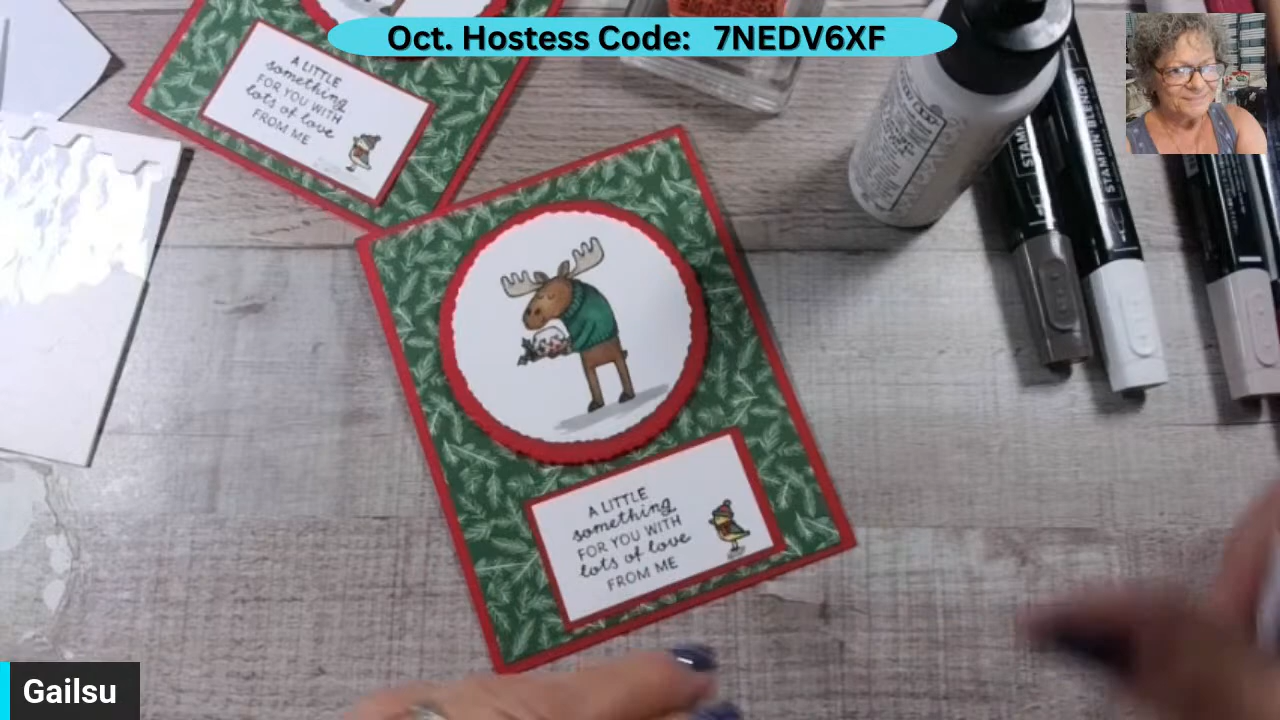 Oct. Hostess Code: 7NEDV6XF
A LITTLE
something
FOR YOU WITH
lots of love
FROM ME
STAMPIN' BLENDS
A LITTLE
something
FOR YOU WITH
lots of love
FROM ME
Gailsu